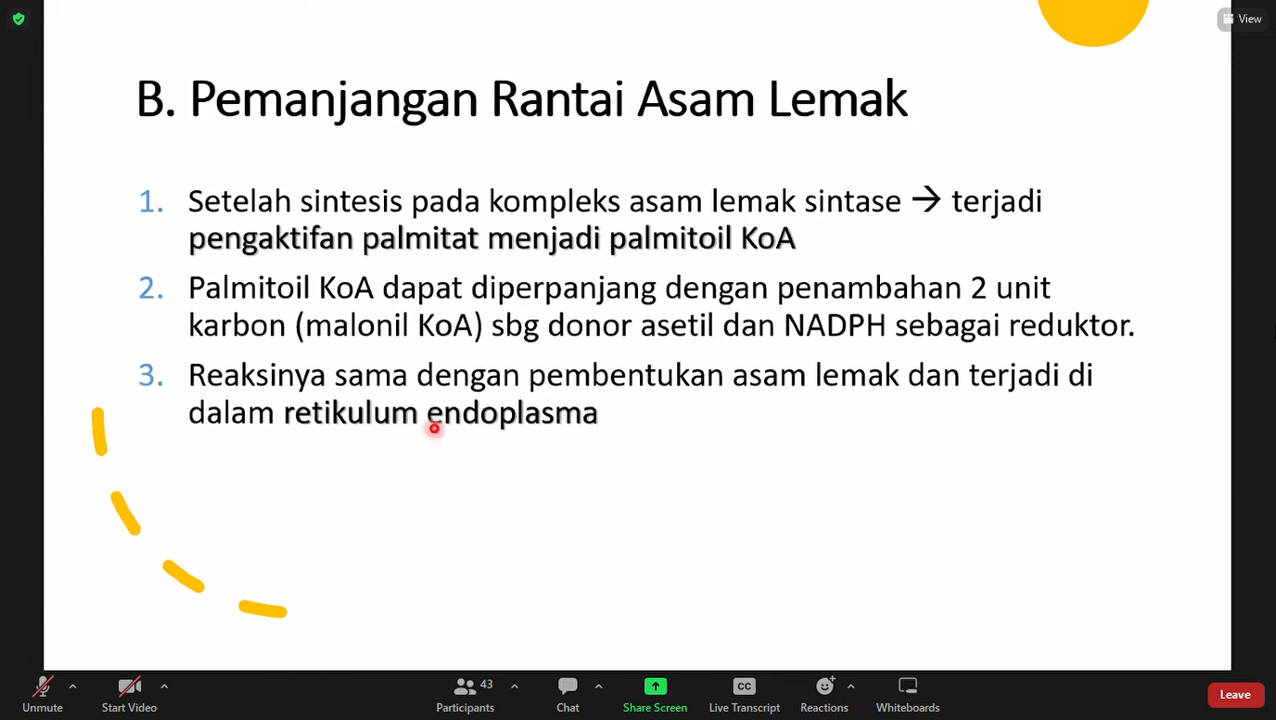 View
B. Pemanjangan Rantai Asam Lemak
1. Setelah sintesis pada kompleks asam lemak sintase → terjadi
pengaktifan palmitat menjadi palmitoil KoA
2. Palmitoil KoA dapat diperpanjang dengan penambahan 2 unit
karbon (malonil KoA) sbg donor asetil dan NADPH sebagai reduktor.
3. Reaksinya sama dengan pembentukan asam lemak dan terjadi di
dalam retikulum endoplasma
43
CC
Unmute Start Video Participants Chat Share Screen Live Transcript Reactions Whiteboards Leave